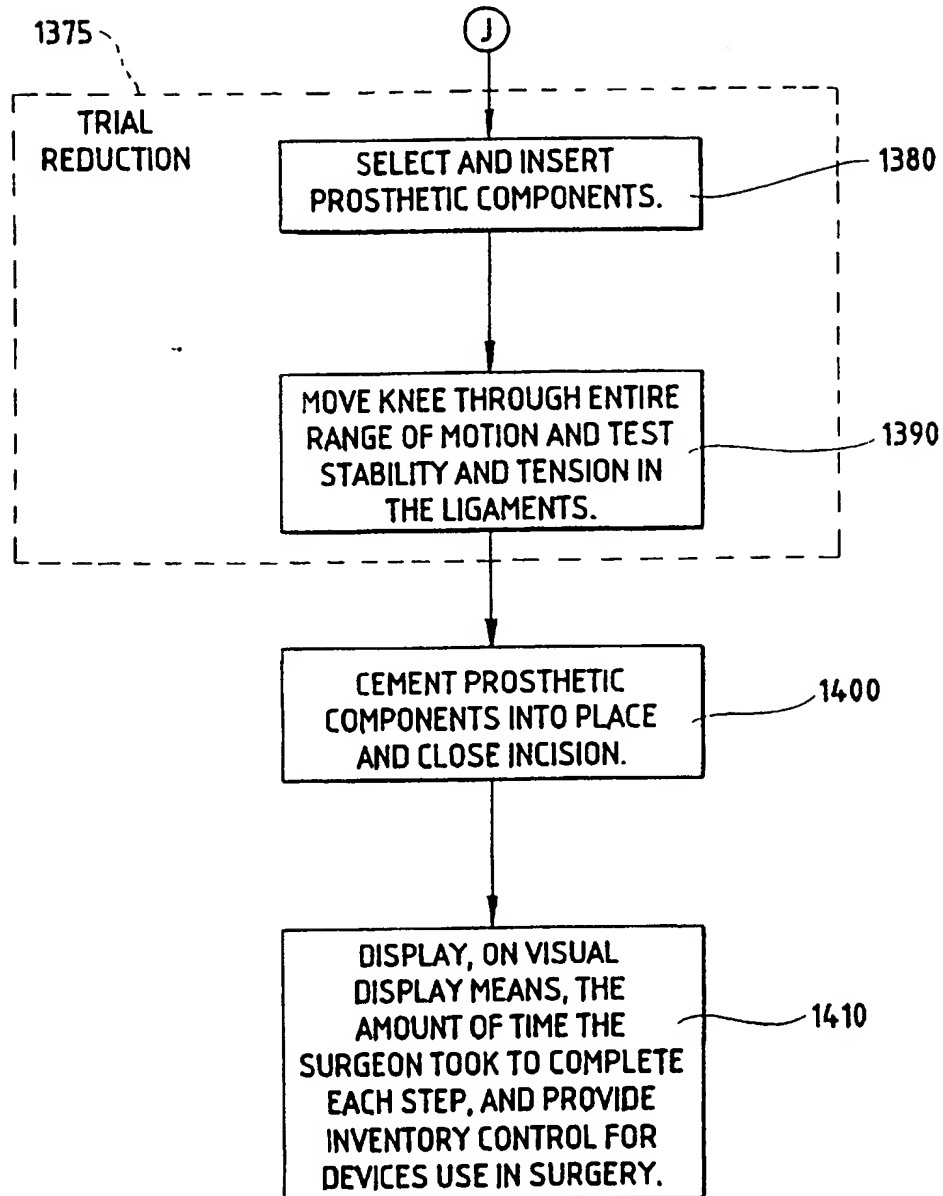 1375
J
TRIAL
REDUCTION
SELECT AND INSERT
PROSTHETIC COMPONENTS.
1380
MOVE KNEE THROUGH ENTIRE
RANGE OF MOTION AND TEST
STABILITY AND TENSION IN
THE LIGAMENTS.
1390
CEMENT PROSTHETIC
COMPONENTS INTO PLACE
AND CLOSE INCISION.
1400
DISPLAY, ON VISUAL
DISPLAY MEANS, THE
AMOUNT OF TIME THE
SURGEON TOOK TO COMPLETE
EACH STEP, AND PROVIDE
INVENTORY CONTROL FOR
DEVICES USE IN SURGERY.
1410